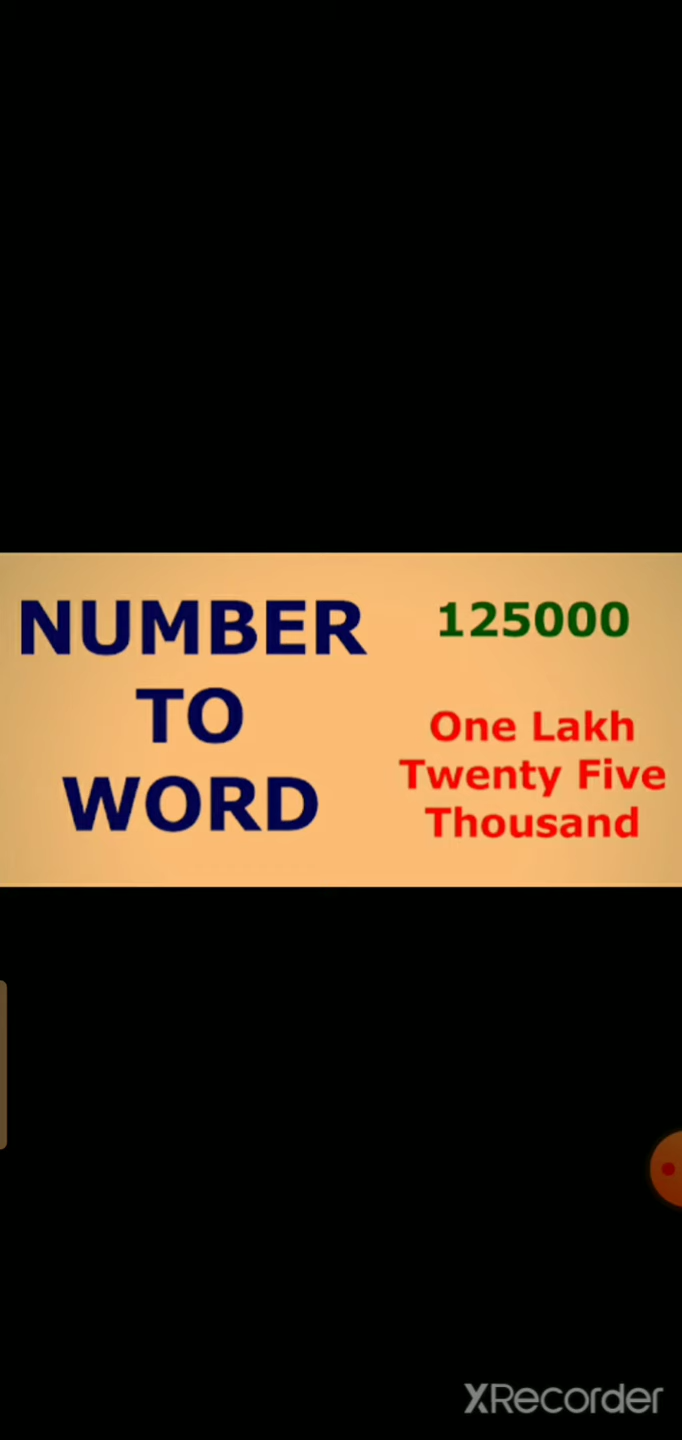 NUMBER
TO
WORD
125000
One Lakh
Twenty Five
Thousand
XRecorder